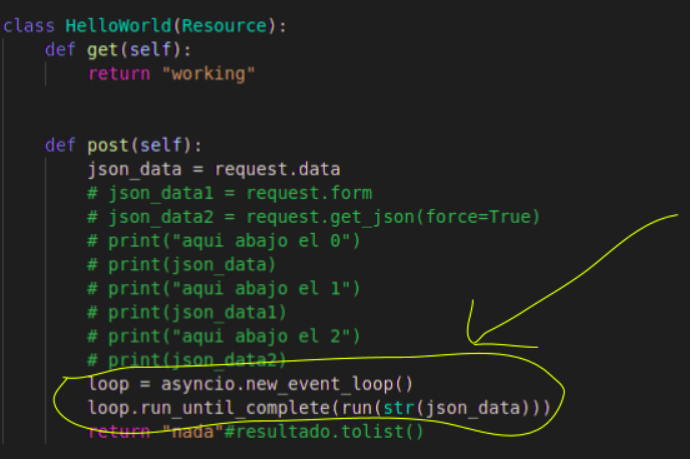 class HelloWorld(Resource):
def get(self):
return "working"
def post(self):
json_data = request.data
# json_data1 = request.form
# json_data2 = request.get_json(force=True)
# print("aqui abajo el 0")
# print(json_data)
# print("aqui abajo el 1")
# print(json_data1)
# print("aqui abajo el 2")
# print(json_data2)
loop = asyncio.new_event_loop()
loop.run_until_complete(run(str(json_data)))
return "nada"#resultado.tolist()